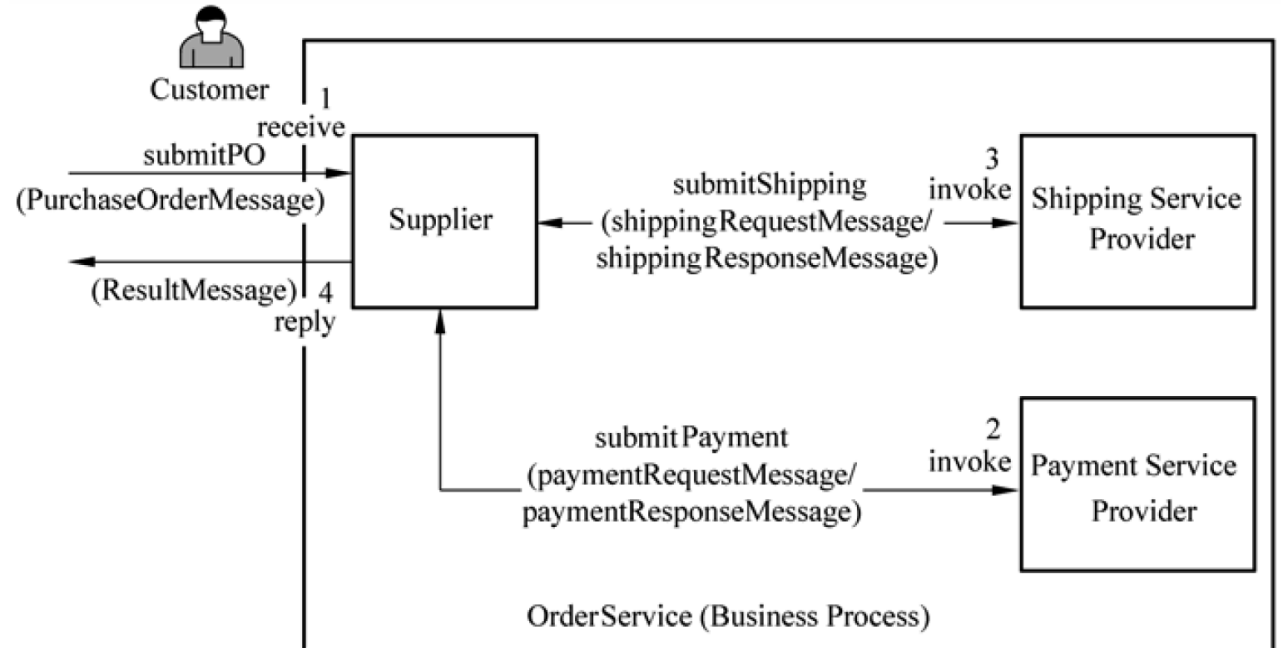 Customer
1
receive
submitPO
(PurchaseOrderMessage)
Supplier
(ResultMessage)
4
reply
submitShipping
(shippingRequestMessage/
shippingResponseMessage)
3
invoke
Shipping Service
Provider
submitPayment
(paymentRequestMessage/
paymentResponseMessage)
2
invoke
Payment Service
Provider
OrderService (Business Process)